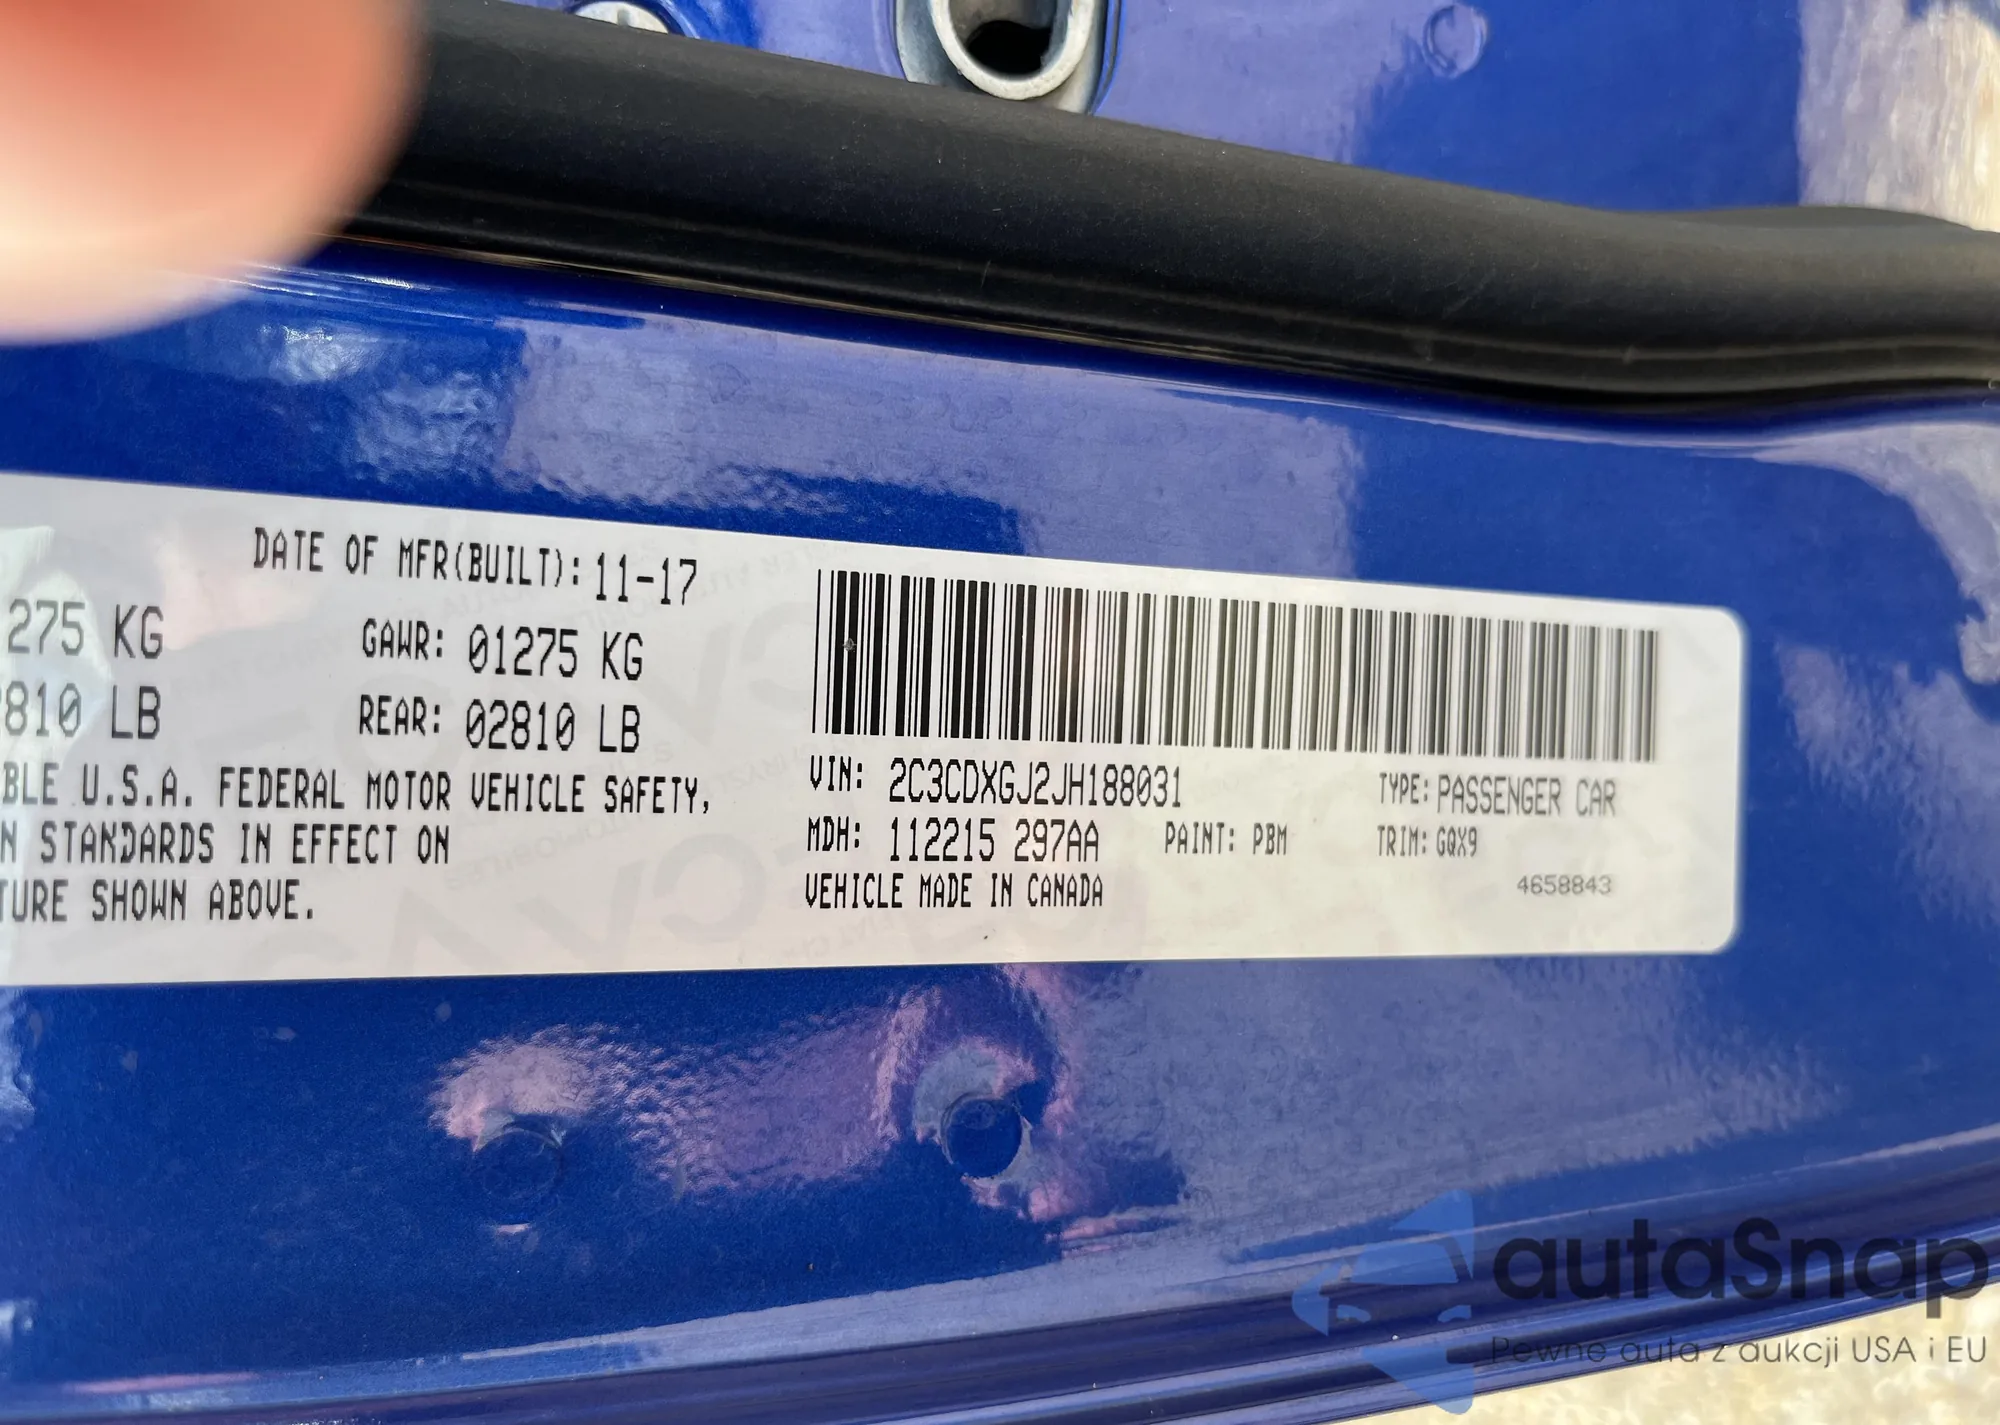 DATE OF MFR(BUILT): 11-17
275 KG GAWR: 01275 KG
810 LB REAR: 02810 LB
BLE U.S.A. FEDERAL MOTOR VEHICLE SAFETY,
N STANDARDS IN EFFECT ON
TURE SHOWN ABOVE.
VIN: 2C3CDXGJ2JH188031 TYPE: PASSENGER CAR
MDH: 112215 297AA PAINT: PBM TRIM: GQX9
VEHICLE MADE IN CANADA
4658843
autaSnap
Pewne auta z aukcji USA i EU